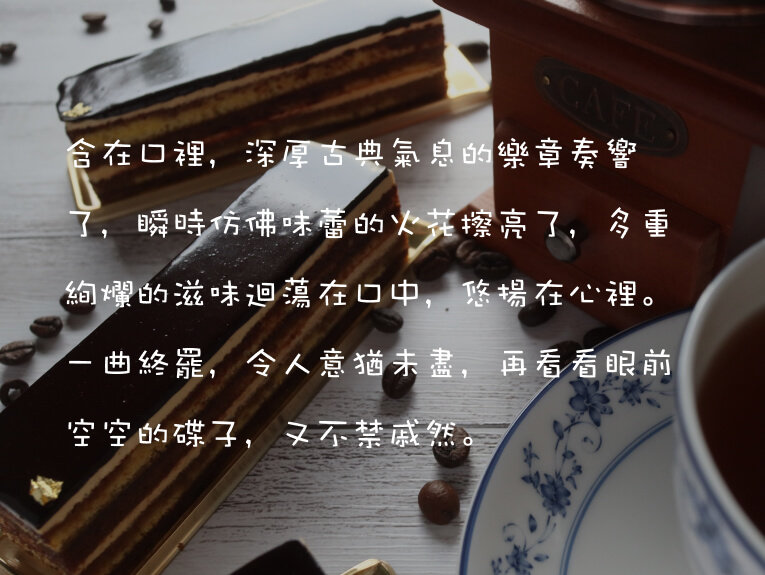 CAFE
含在口裡，深厚古典氣息的樂章奏響
了，瞬時仿佛味蕾的火花擦亮了，多重
絢爛的滋味迴蕩在口中，悠揚在心裡。
一曲終罷，令人意猶未盡，再看看眼前
空空的碟子，又不禁戚然。